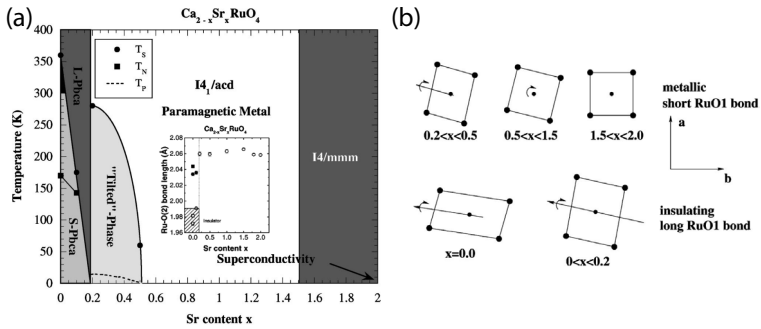 (a)
Ca2-xSrxRuO4
400
350
300
250
200
150
100
50
0
Temperature (K)
TS
TN
TP
L-Pbca
S-Pbca
"Tilted"-Phase
I41/acd
Paramagnetic Metal
Ca2-xSrxRuO4
2.08
2.06
2.04
2.02
2.00
1.98
1.96
Ru-O(2) bond length (Å)
Insulator
0.0 0.5 1.0 1.5 2.0
Sr content x
I4/mmm
Superconductivity
0 0.2 0.4 0.6 0.8 1 1.2 1.4 1.6 1.8 2
Sr content x
(b)
0.2<x<0.5
0.5<x<1.5
1.5<x<2.0
metallic
short RuO1 bond
a
b
x=0.0
0<x<0.2
insulating
long RuO1 bond